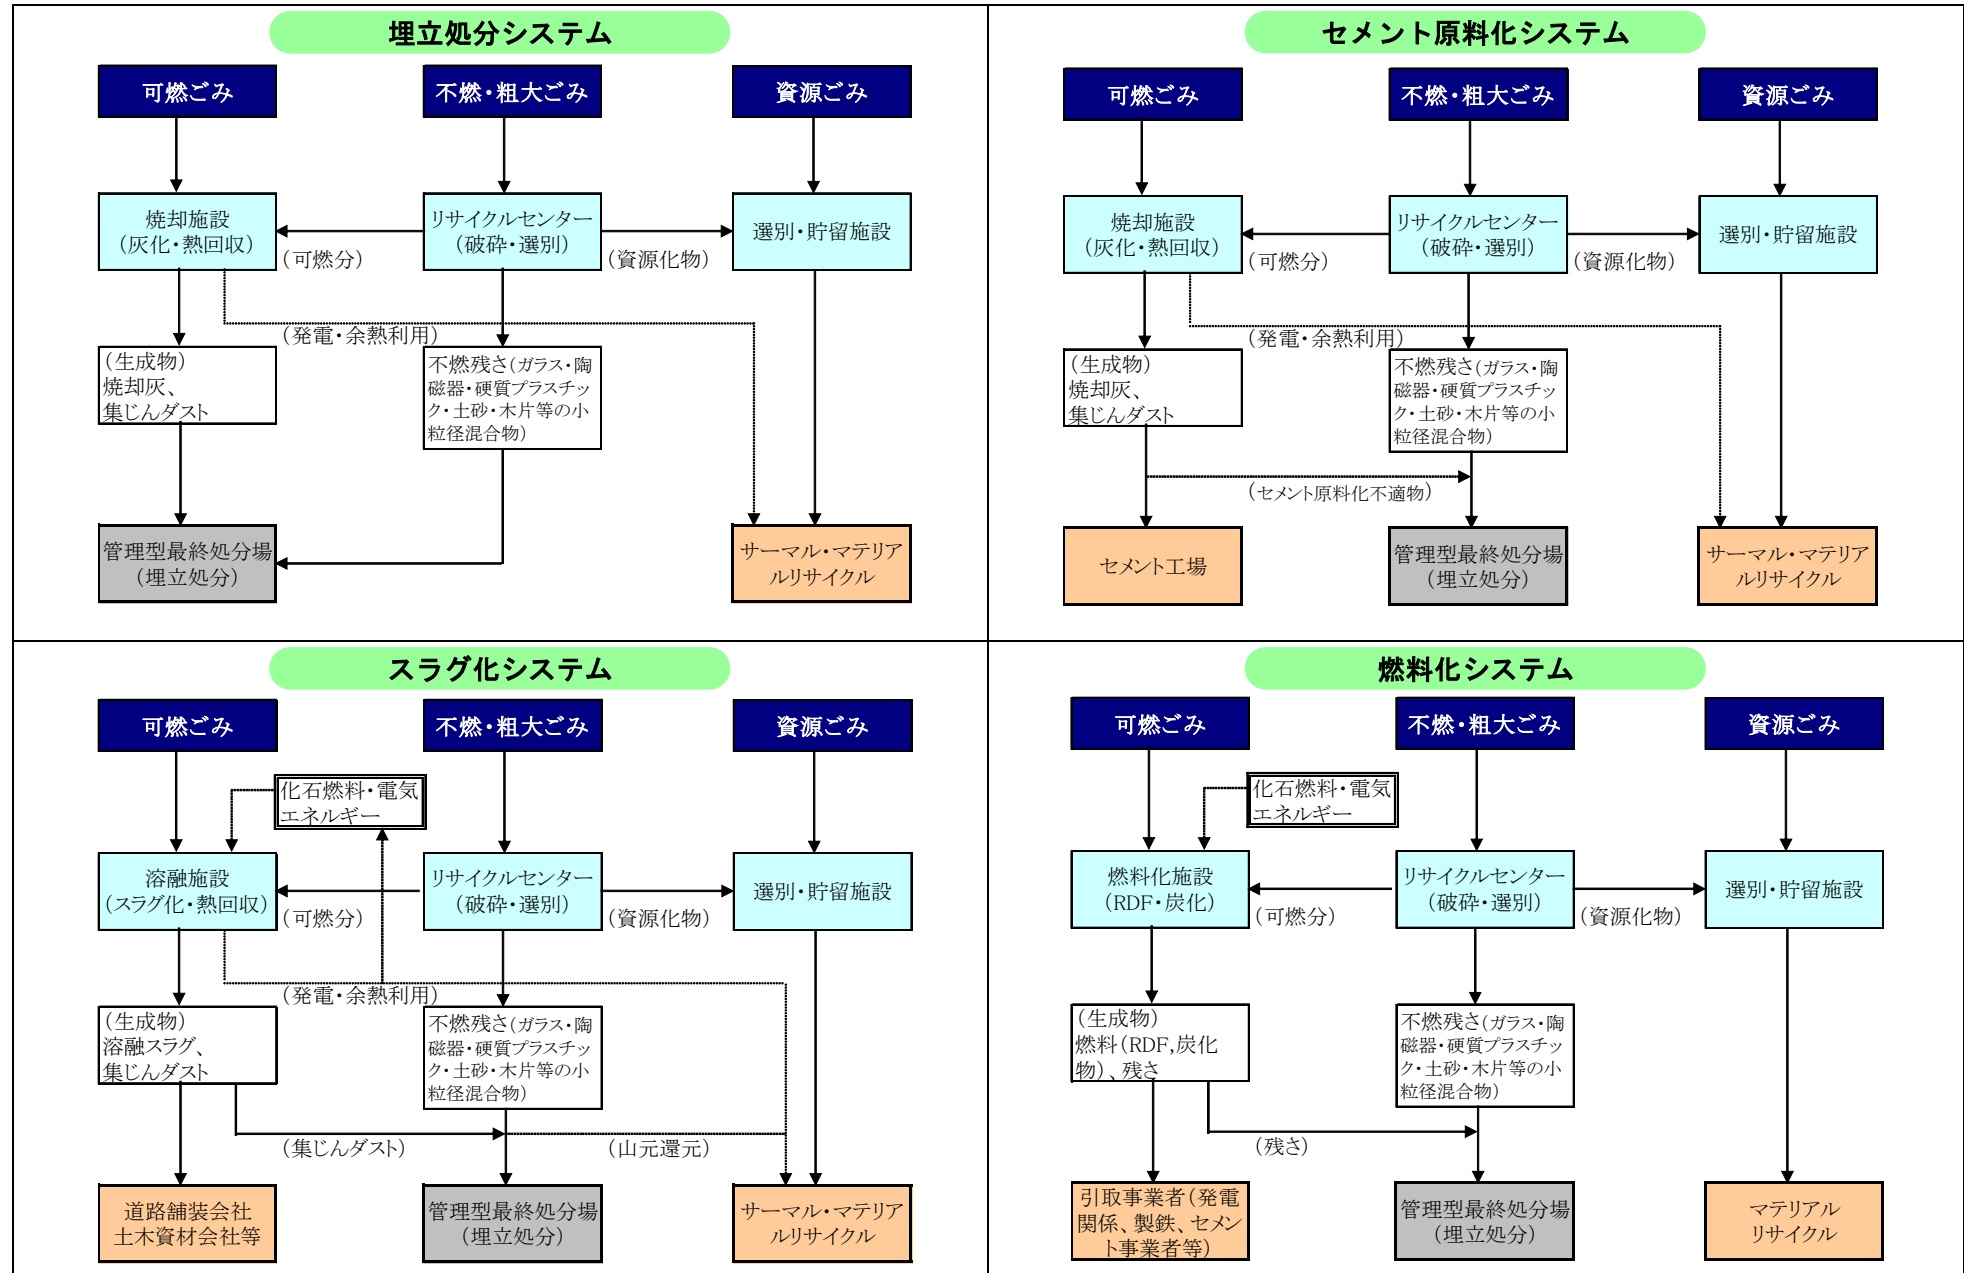 埋立処分システム
可燃ごみ
不燃・粗大ごみ
資源ごみ
焼却施設
（灰化・熱回収）
リサイクルセンター
（破砕・選別）
選別・貯留施設
（可燃分）
（資源化物）
（発電・余熱利用）
（生成物）
焼却灰、
集じんダスト
不燃残さ（ガラス・陶
磁器・硬質プラスチッ
ク・土砂・木片等の小
粒径混合物）
管理型最終処分場
（埋立処分）
サーマル・マテリア
ルリサイクル
セメント原料化システム
可燃ごみ
不燃・粗大ごみ
資源ごみ
焼却施設
（灰化・熱回収）
リサイクルセンター
（破砕・選別）
選別・貯留施設
（可燃分）
（資源化物）
（発電・余熱利用）
（生成物）
焼却灰、
集じんダスト
不燃残さ（ガラス・陶
磁器・硬質プラスチッ
ク・土砂・木片等の小
粒径混合物）
（セメント原料化不適物）
セメント工場
管理型最終処分場
（埋立処分）
サーマル・マテリア
ルリサイクル
スラグ化システム
可燃ごみ
不燃・粗大ごみ
資源ごみ
化石燃料・電気
エネルギー
溶融施設
（スラグ化・熱回収）
リサイクルセンター
（破砕・選別）
選別・貯留施設
（可燃分）
（資源化物）
（発電・余熱利用）
（生成物）
溶融スラグ、
集じんダスト
不燃残さ（ガラス・陶
磁器・硬質プラスチッ
ク・土砂・木片等の小
粒径混合物）
（集じんダスト）
（山元還元）
道路舗装会社
土木資材会社等
管理型最終処分場
（埋立処分）
サーマル・マテリア
ルリサイクル
燃料化システム
可燃ごみ
不燃・粗大ごみ
資源ごみ
化石燃料・電気
エネルギー
燃料化施設
（RDF・炭化）
リサイクルセンター
（破砕・選別）
選別・貯留施設
（可燃分）
（資源化物）
（生成物）
燃料（RDF,炭化
物）、残さ
不燃残さ（ガラス・陶
磁器・硬質プラスチッ
ク・土砂・木片等の小
粒径混合物）
（残さ）
引取事業者（発電
関係、製鉄、セメン
ト事業者等）
管理型最終処分場
（埋立処分）
マテリアル
リサイクル